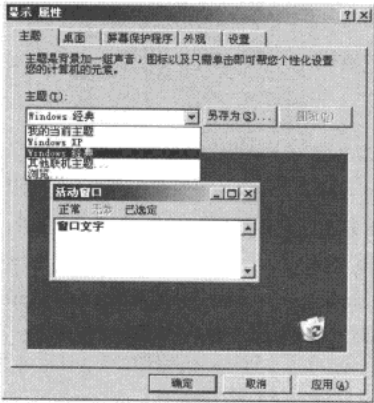 显示 属性
主题
桌面
屏幕保护程序
外观
设置
主题是背景加一组声音，图标以及只需单击即可帮您个性化设置
您的计算机的元素。
主题(T):
Windows 经典
另存为(S)...
删除(D)
我的当前主题
Windows XP
Windows 经典
其他联机主题...
浏览...
活动窗口
正常
无效
已选定
窗口文字
确定
取消
应用(A)